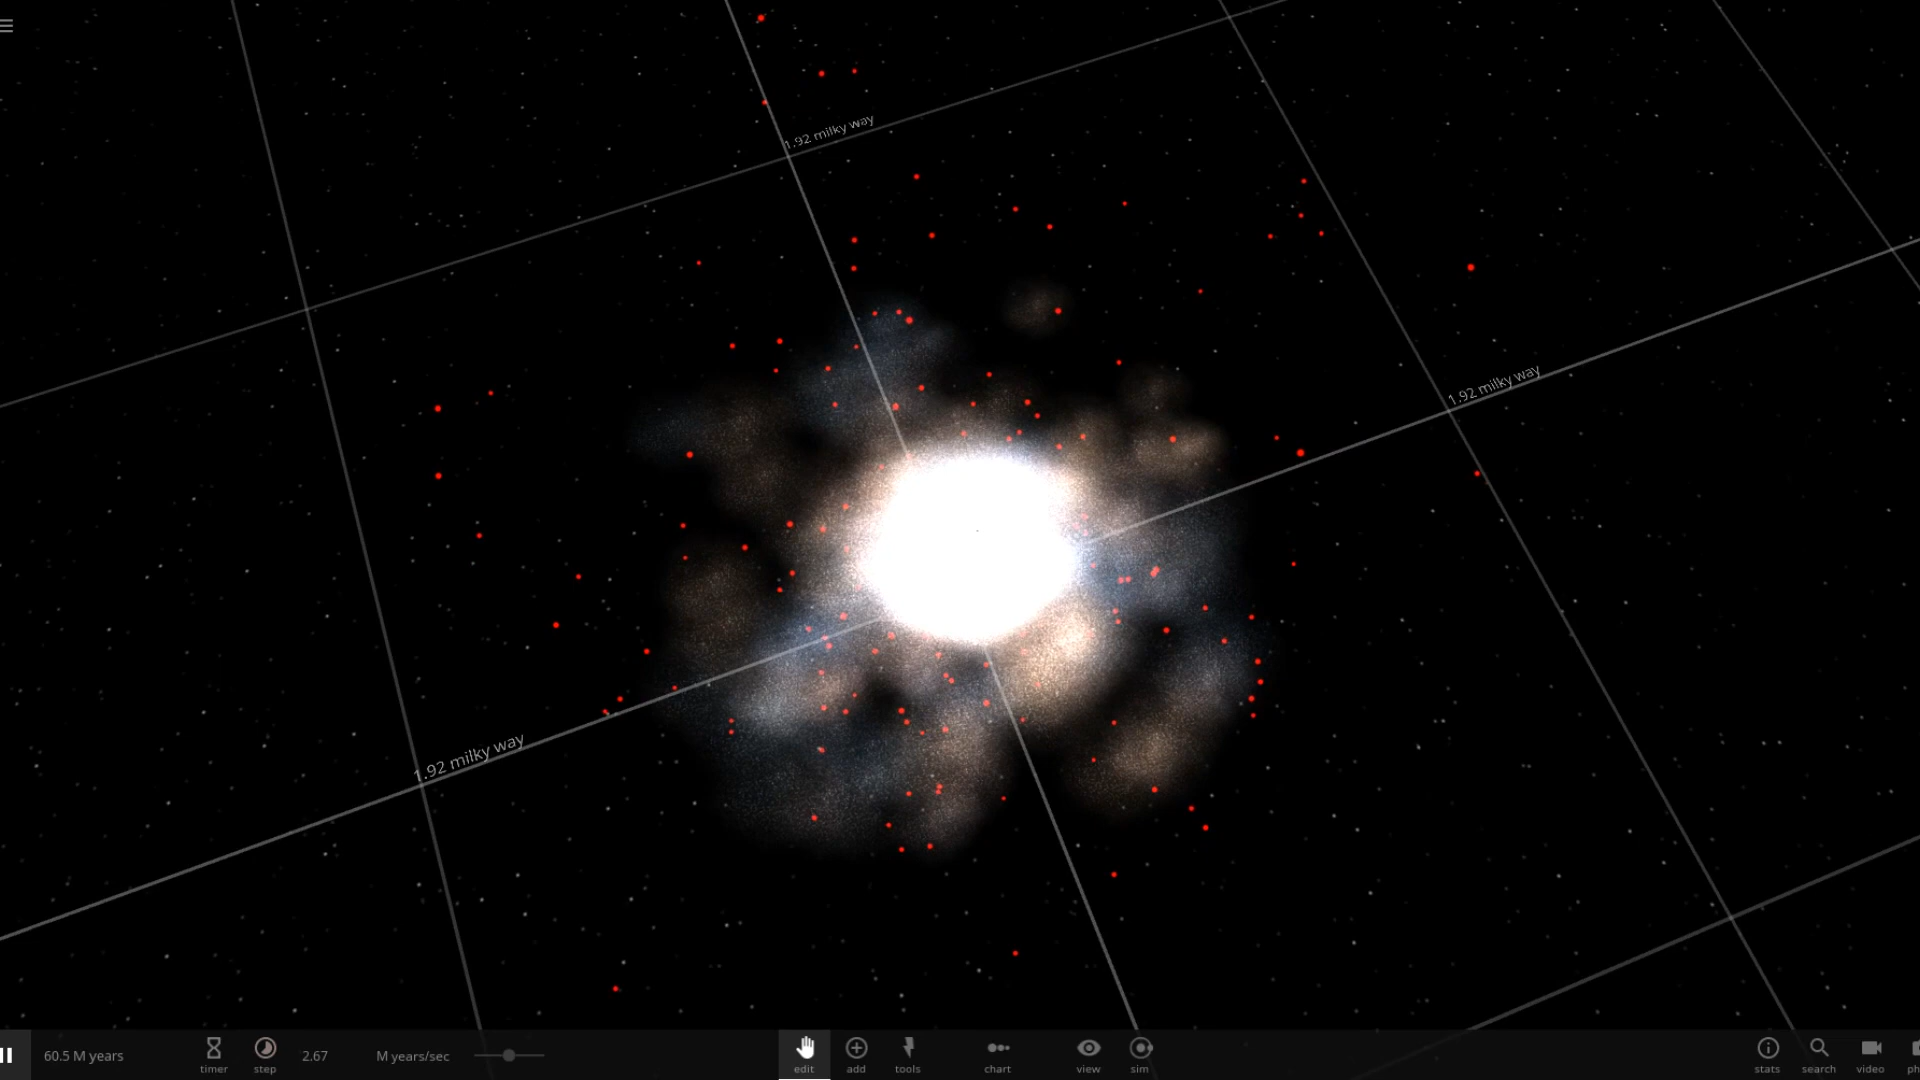 1.92 milky way
1.92 milky way
1.92 milky way
60.5 M years
timer
step
2.67
M years/sec
edit
add
tools
chart
view
sim
stats
search
video